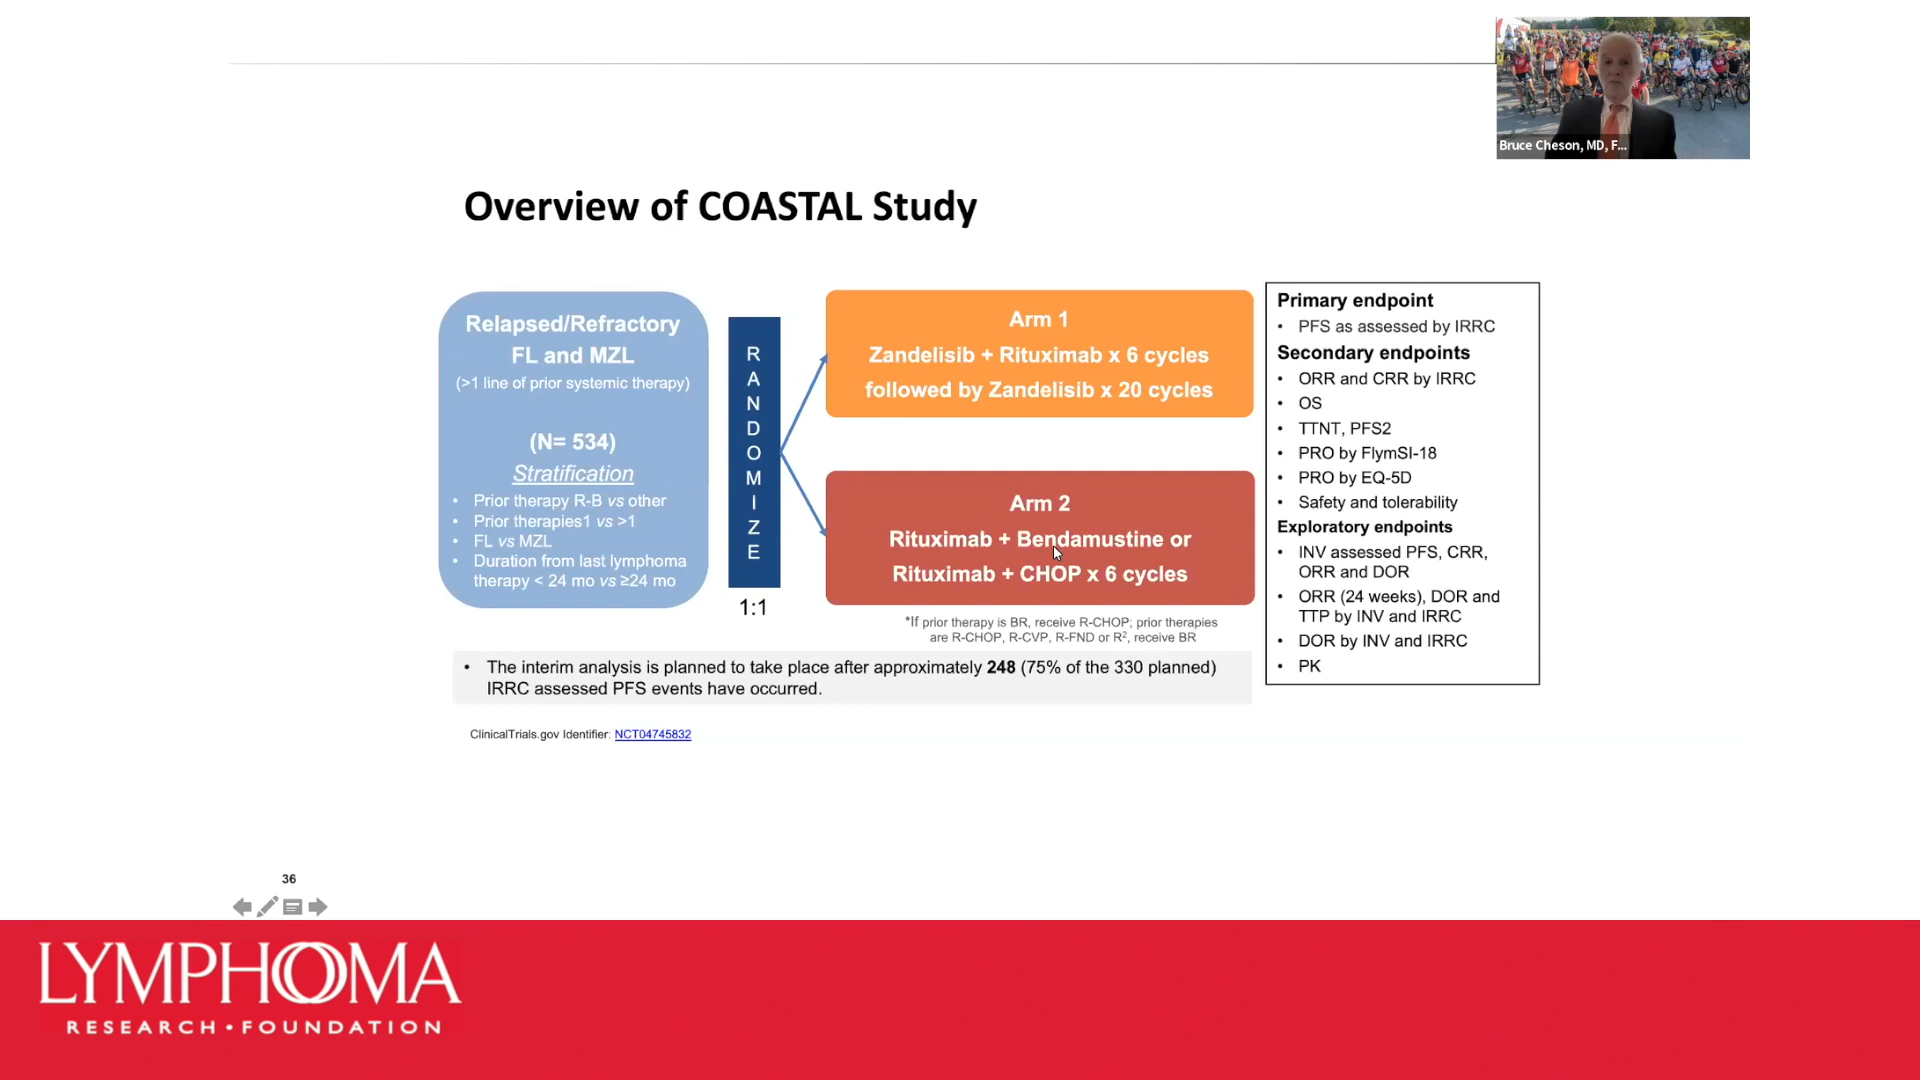 Bruce Cheson, MD, F...
Overview of COASTAL Study
Relapsed/Refractory
FL and MZL
(>1 line of prior systemic therapy)
(N= 534)
Stratification
• Prior therapy R-B vs other
• Prior therapies1 vs >1
• FL vs MZL
• Duration from last lymphoma
therapy < 24 mo vs ≥24 mo
R
A
N
D
O
M
I
Z
E
1:1
Arm 1
Zandelisib + Rituximab x 6 cycles
followed by Zandelisib x 20 cycles
Arm 2
Rituximab + Bendamustine or
Rituximab + CHOP x 6 cycles
*If prior therapy is BR, receive R-CHOP; prior therapies
are R-CHOP, R-CVP, R-FND or R², receive BR
Primary endpoint
• PFS as assessed by IRRC
Secondary endpoints
• ORR and CRR by IRRC
• OS
• TTNT, PFS2
• PRO by FlymSI-18
• PRO by EQ-5D
• Safety and tolerability
Exploratory endpoints
• INV assessed PFS, CRR,
ORR and DOR
• ORR (24 weeks), DOR and
TTP by INV and IRRC
• DOR by INV and IRRC
• PK
• The interim analysis is planned to take place after approximately 248 (75% of the 330 planned)
IRRC assessed PFS events have occurred.
ClinicalTrials.gov Identifier: NCT04745832
36
LYMPHOMA
RESEARCH • FOUNDATION